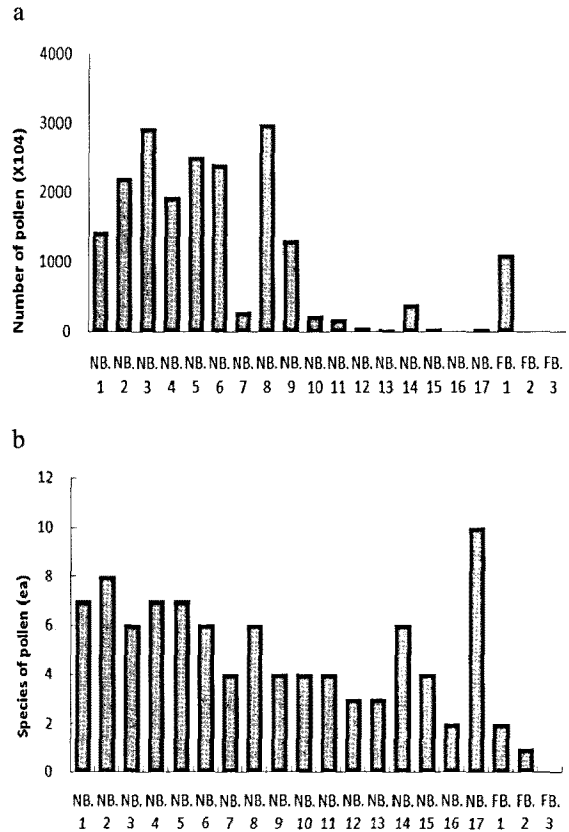 a
Number of pollen (X104)
4000
3000
2000
1000
0
NB. NB. NB. NB. NB. NB. NB. NB. NB. NB. NB. NB. NB. NB. NB. NB. NB. FB. FB. FB.
1 2 3 4 5 6 7 8 9 10 11 12 13 14 15 16 17 1 2 3
b
Species of pollen (ea)
12
10
8
6
4
2
0
NB. NB. NB. NB. NB. NB. NB. NB. NB. NB. NB. NB. NB. NB. NB. NB. NB. FB. FB. FB.
1 2 3 4 5 6 7 8 9 10 11 12 13 14 15 16 17 1 2 3